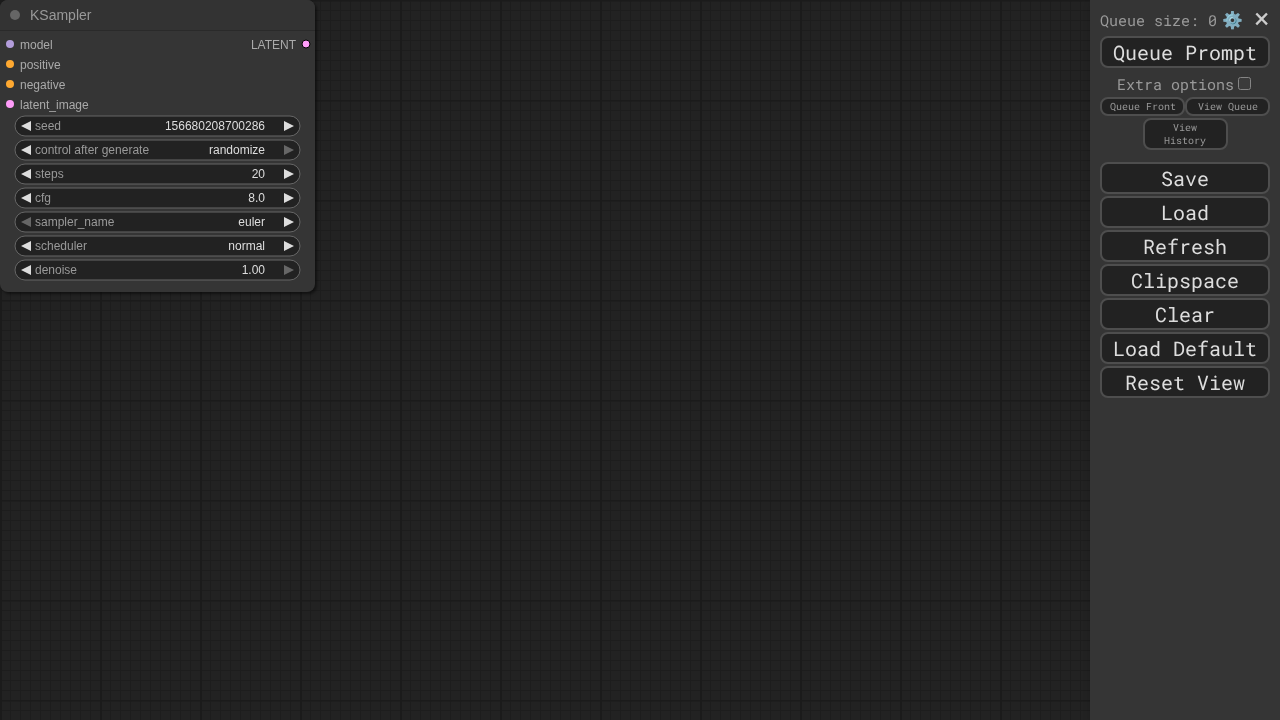 KSampler
model LATENT
positive
negative
latent_image
seed 156680208700286
control after generate randomize
steps 20
cfg 8.0
sampler_name euler
scheduler normal
denoise 1.00
Queue size: 0
Queue Prompt
Extra options
Queue Front View Queue
View
History
Save
Load
Refresh
Clipspace
Clear
Load Default
Reset View